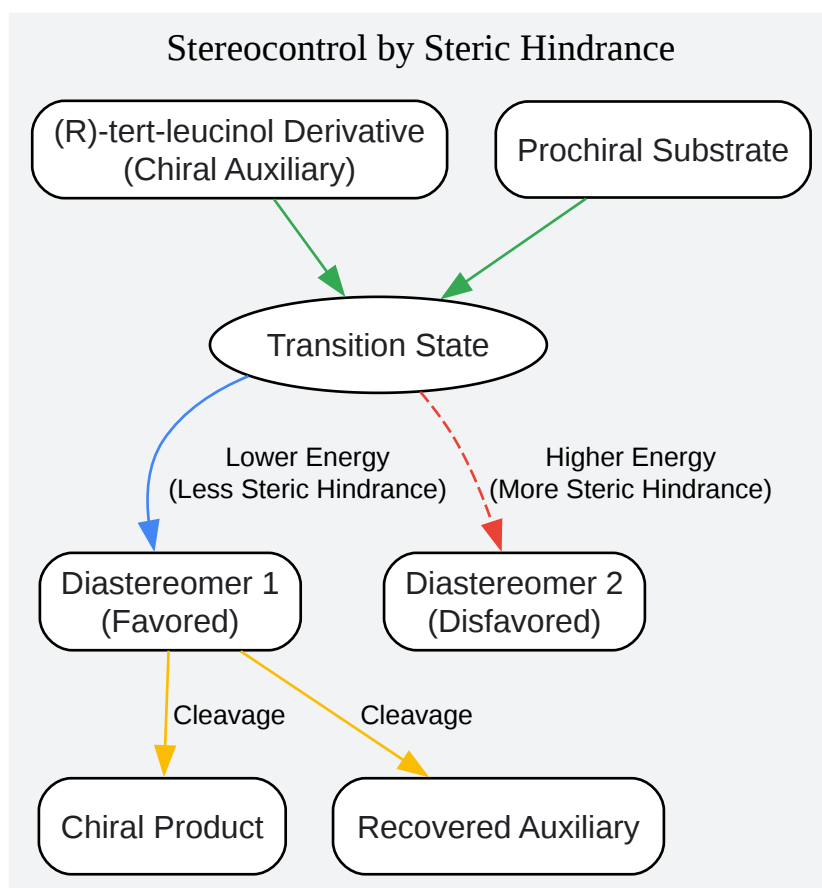 Stereocontrol by Steric Hindrance
(R)-tert-leucinol Derivative
(Chiral Auxiliary)
Prochiral Substrate
Transition State
Lower Energy
(Less Steric Hindrance)
Higher Energy
(More Steric Hindrance)
Diastereomer 1
(Favored)
Diastereomer 2
(Disfavored)
Cleavage
Cleavage
Chiral Product
Recovered Auxiliary